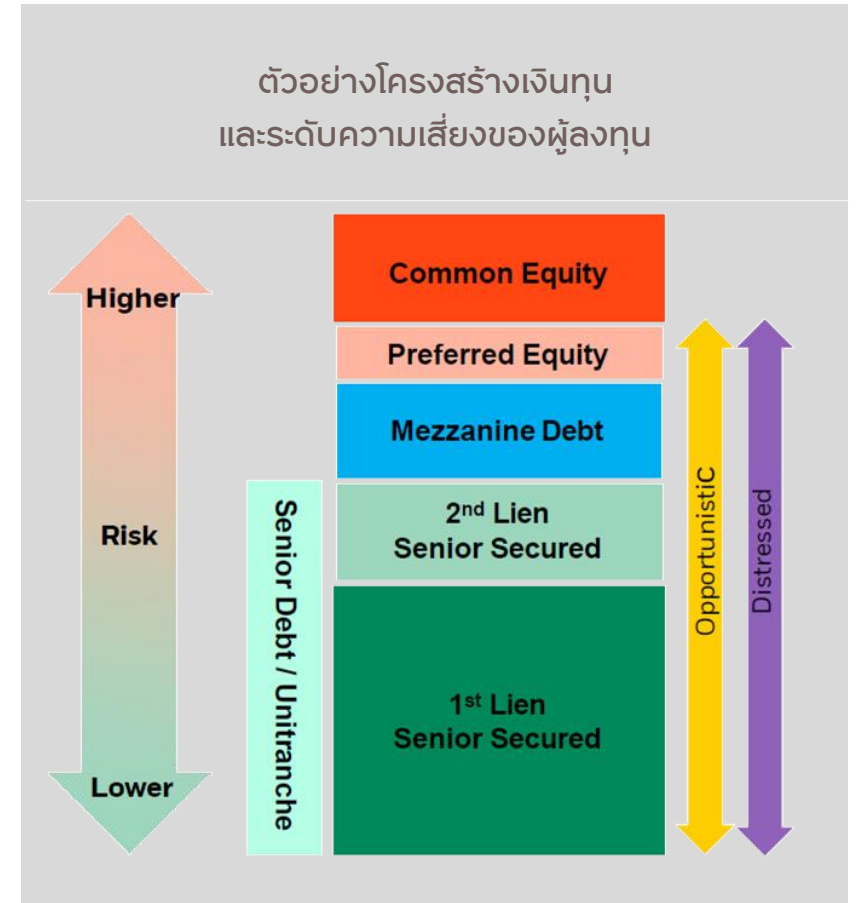 ตัวอย่างโครงสร้างเงินทุน
และระดับความเสี่ยงของผู้ลงทุน
Higher
Risk
Lower
Common Equity
Preferred Equity
Mezzanine Debt
2nd Lien
Senior Secured
1st Lien
Senior Secured
Senior Debt / Unitranche
OpportunistiC
Distressed